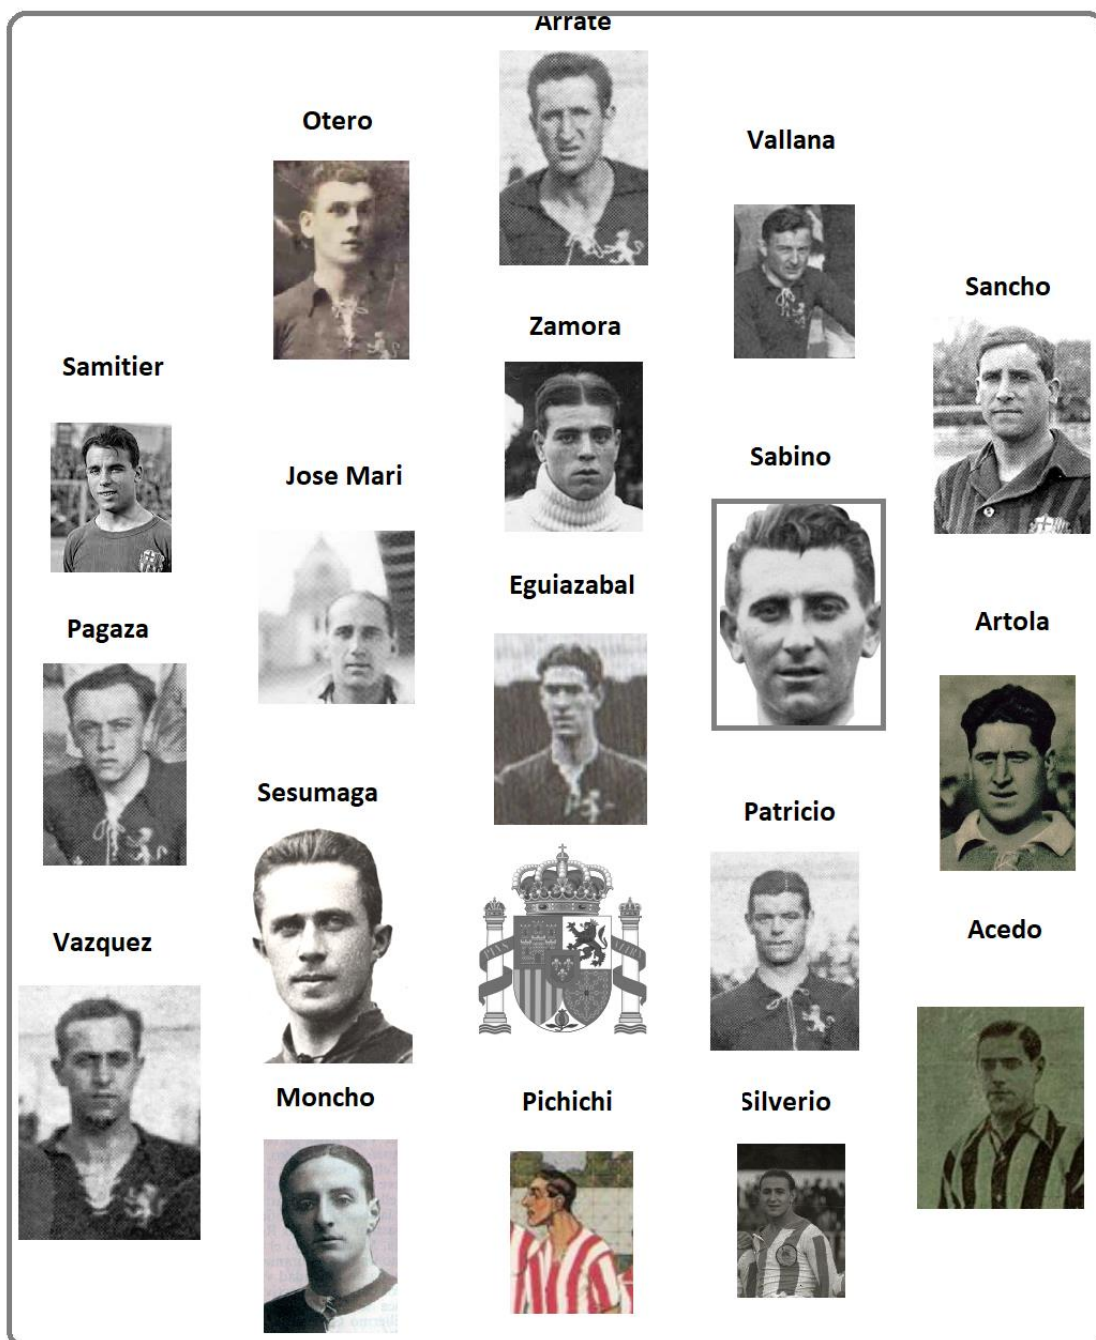 Arrate
Otero
Vallana
Sancho
Zamora
Samitier
Sabino
Jose Mari
Eguiazabal
Artola
Pagaza
Sesumaga
Patricio
Acedo
Vazquez
Moncho
Pichichi
Silverio